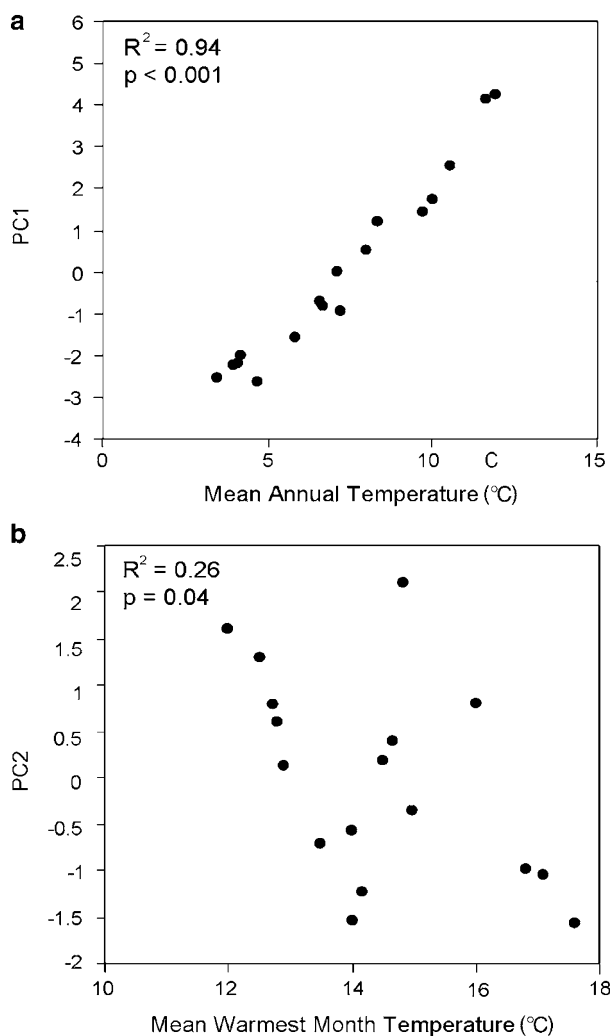 a
R² = 0.94
p < 0.001
6
5
4
3
2
1
0
-1
-2
-3
-4
PC1
0 5 10 C 15
Mean Annual Temperature (°C)
b
R² = 0.26
p = 0.04
2.5
2
1.5
1
0.5
0
-0.5
-1
-1.5
-2
PC2
10 12 14 16 18
Mean Warmest Month Temperature (°C)